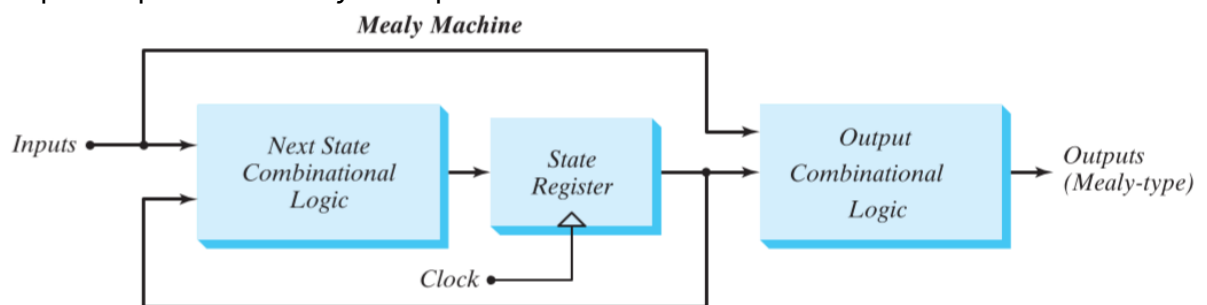 Mealy Machine
Inputs
Next State
Combinational
Logic
State
Register
Output
Combinational
Logic
Outputs
(Mealy-type)
Clock